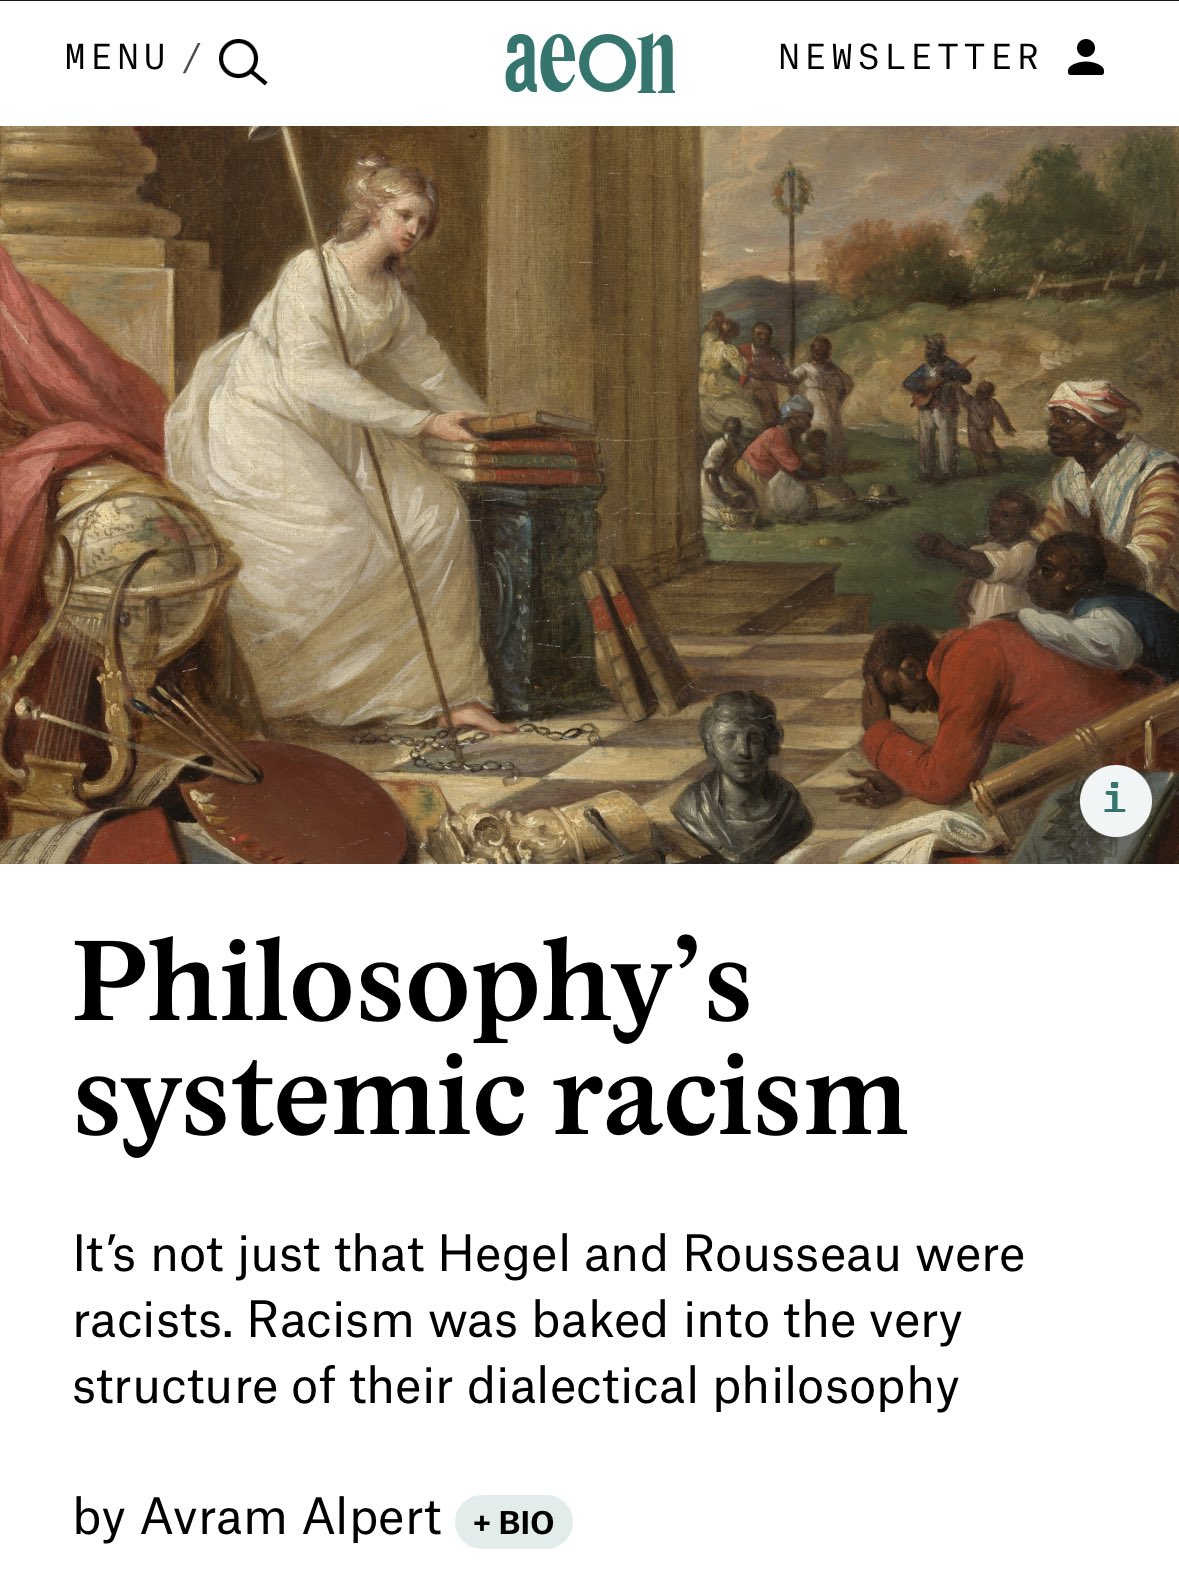 MENU / aeon NEWSLETTER
i
Philosophy’s
systemic racism
It’s not just that Hegel and Rousseau were
racists. Racism was baked into the very
structure of their dialectical philosophy
by Avram Alpert + BIO